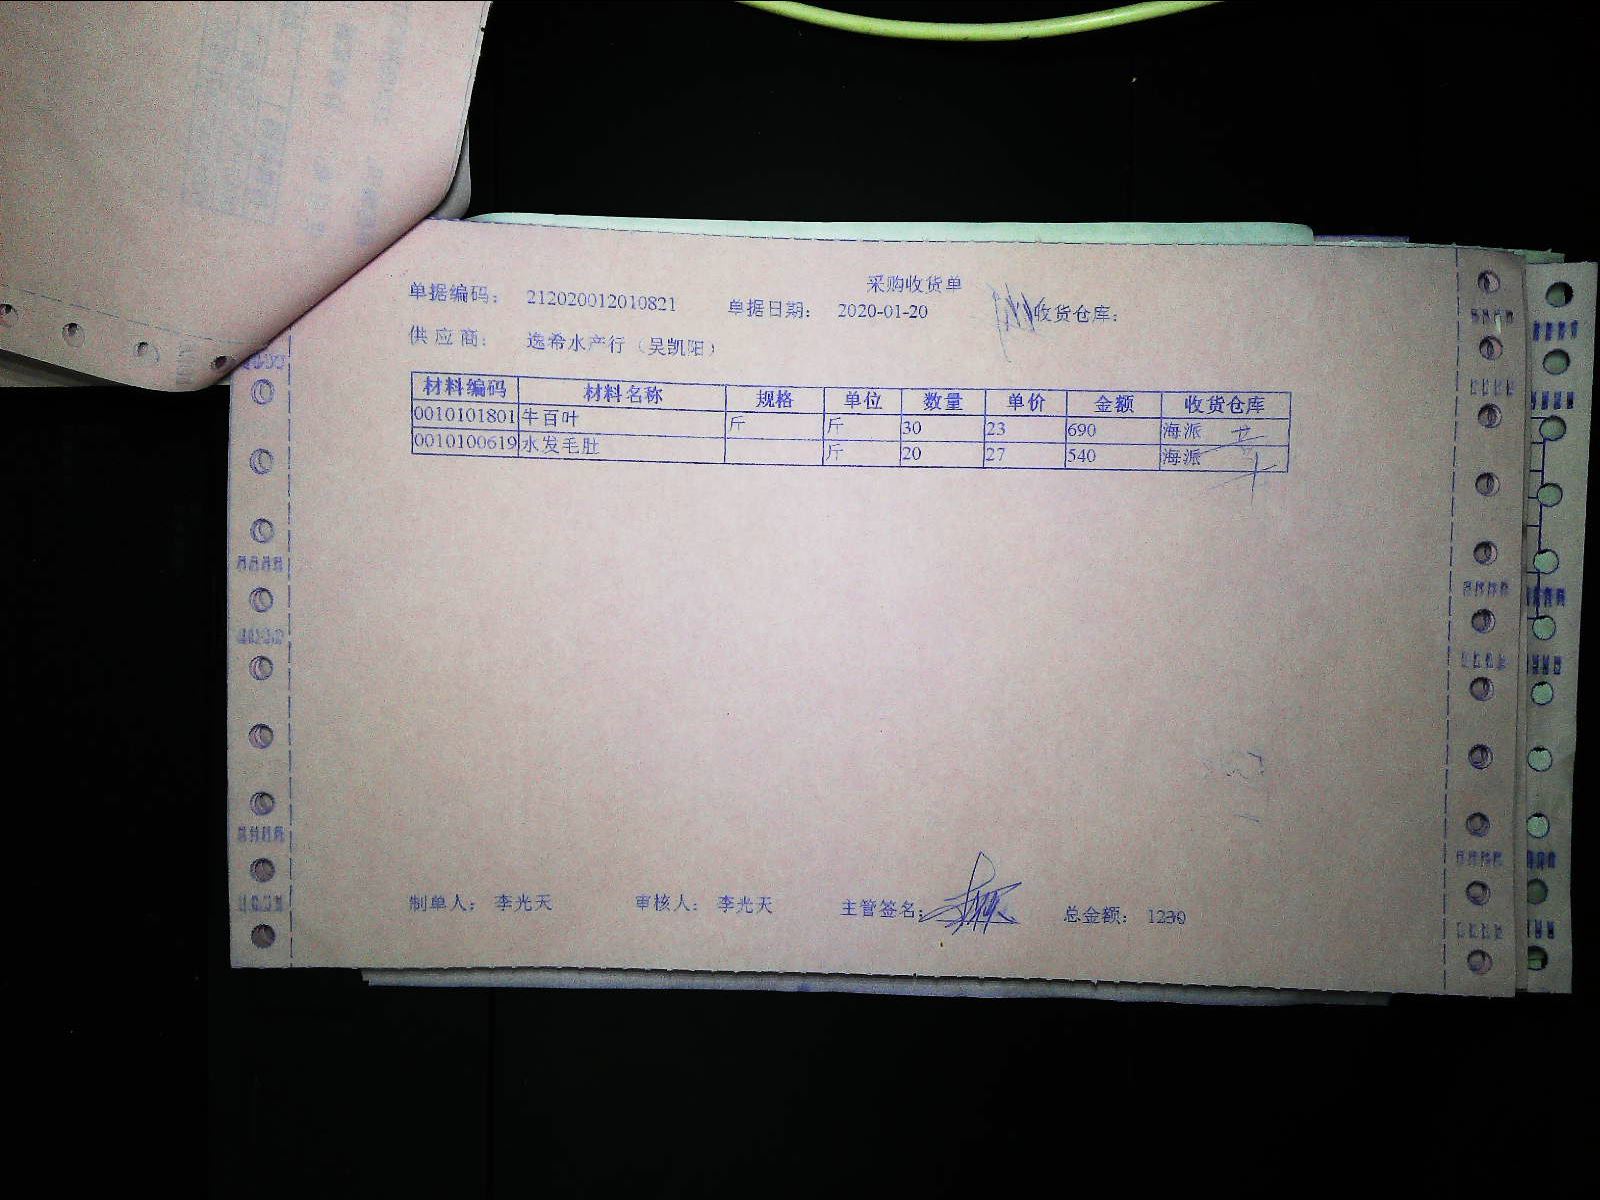 采购收货单
单据编码： 212020012010821 单据日期： 2020-01-20 收货仓库：
供应商： 逸希水产行（吴凯阳）
材料编码 材料名称 规格 单位 数量 单价 金额 收货仓库
0010101801 牛百叶 斤 斤 30 23 690 海派
0010100619 水发毛肚 斤 20 27 540 海派
制单人： 李光天 审核人： 李光天 主管签名： 总金额： 1230